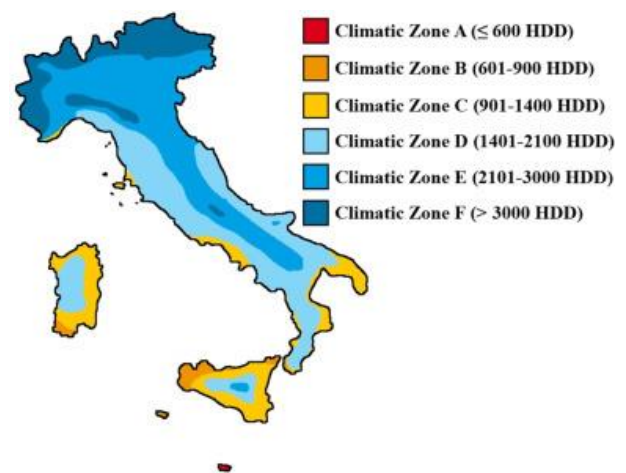 Climatic Zone A (≤ 600 HDD)
Climatic Zone B (601-900 HDD)
Climatic Zone C (901-1400 HDD)
Climatic Zone D (1401-2100 HDD)
Climatic Zone E (2101-3000 HDD)
Climatic Zone F (> 3000 HDD)